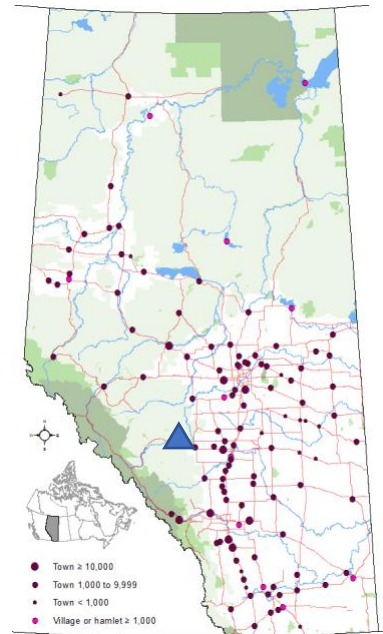 N
W
E
S
Town ≥ 10,000
Town 1,000 to 9,999
Town < 1,000
Village or hamlet ≥ 1,000